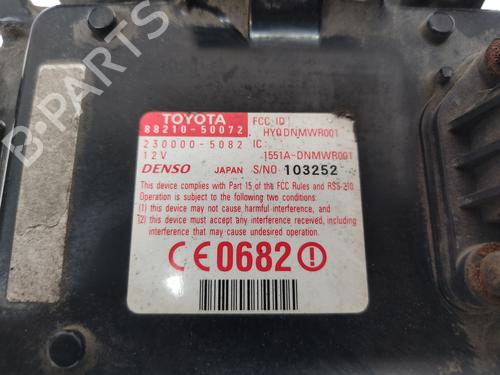 TOYOTA FCC ID
88210-50072 HYQDNMWR001
230000-5082 IC
12V 1551A-DNMWR001
DENSO JAPAN S/NO 103252
This device complies with Part 15 of the FCC Rules and RSS-210
Operation is subject to the following two conditions:
(1) this device may not cause harmful interference, and
(2) this device must accept any interference received, including
interference that may cause undesired operation.
CE0682